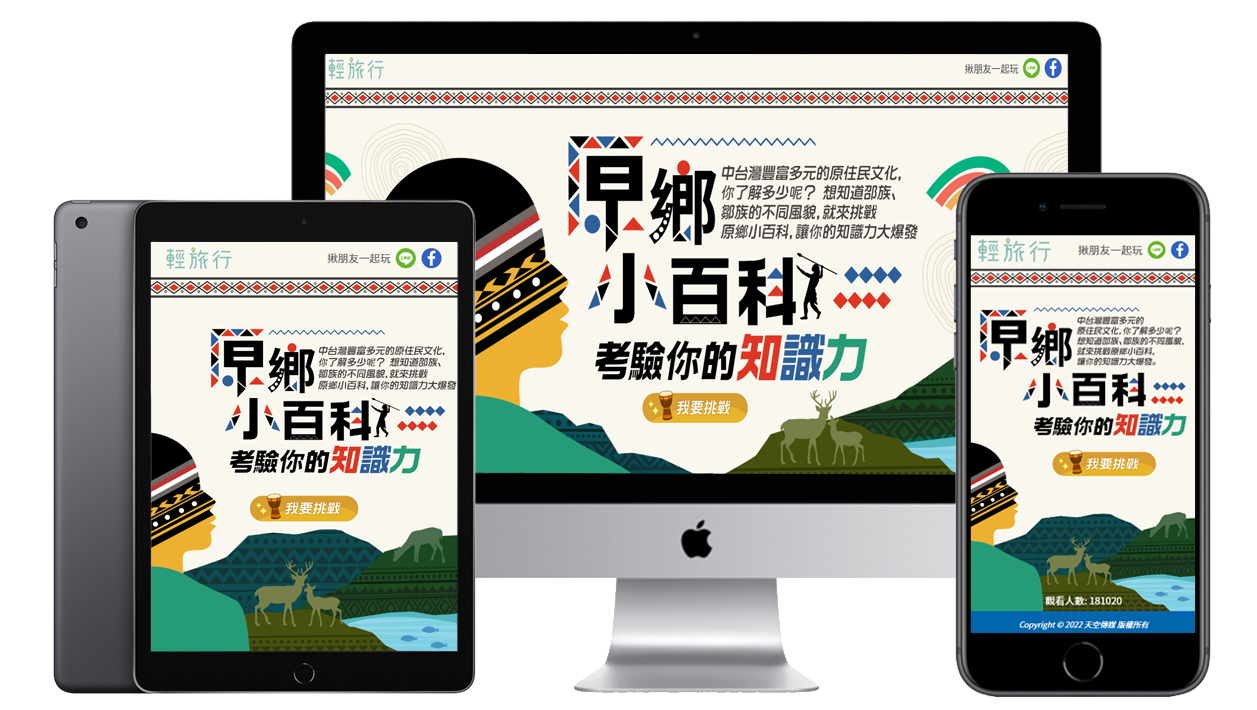 輕旅行
揪朋友一起玩
LINE
f
原鄉
中台灣豐富多元的原住民文化,
你了解多少呢? 想知道邵族、
鄒族的不同風貌,就來挑戰
原鄉小百科,讓你的知識力大爆發
小百科
考驗你的知識力
我要挑戰
輕旅行
揪朋友一起玩
LINE
f
原鄉
中台灣豐富多元的原住民文化,
你了解多少呢? 想知道邵族、
鄒族的不同風貌,就來挑戰
原鄉小百科,讓你的知識力大爆發
小百科
考驗你的知識力
我要挑戰
輕旅行
揪朋友一起玩
LINE
f
原鄉
中台灣豐富多元的
原住民文化,你了解多少呢?
想知道邵族、鄒族的不同風貌,
就來挑戰原鄉小百科,
讓你的知識力大爆發。
小百科
考驗你的知識力
我要挑戰
觀看人數: 181020
Copyright © 2022 天空傳媒 版權所有